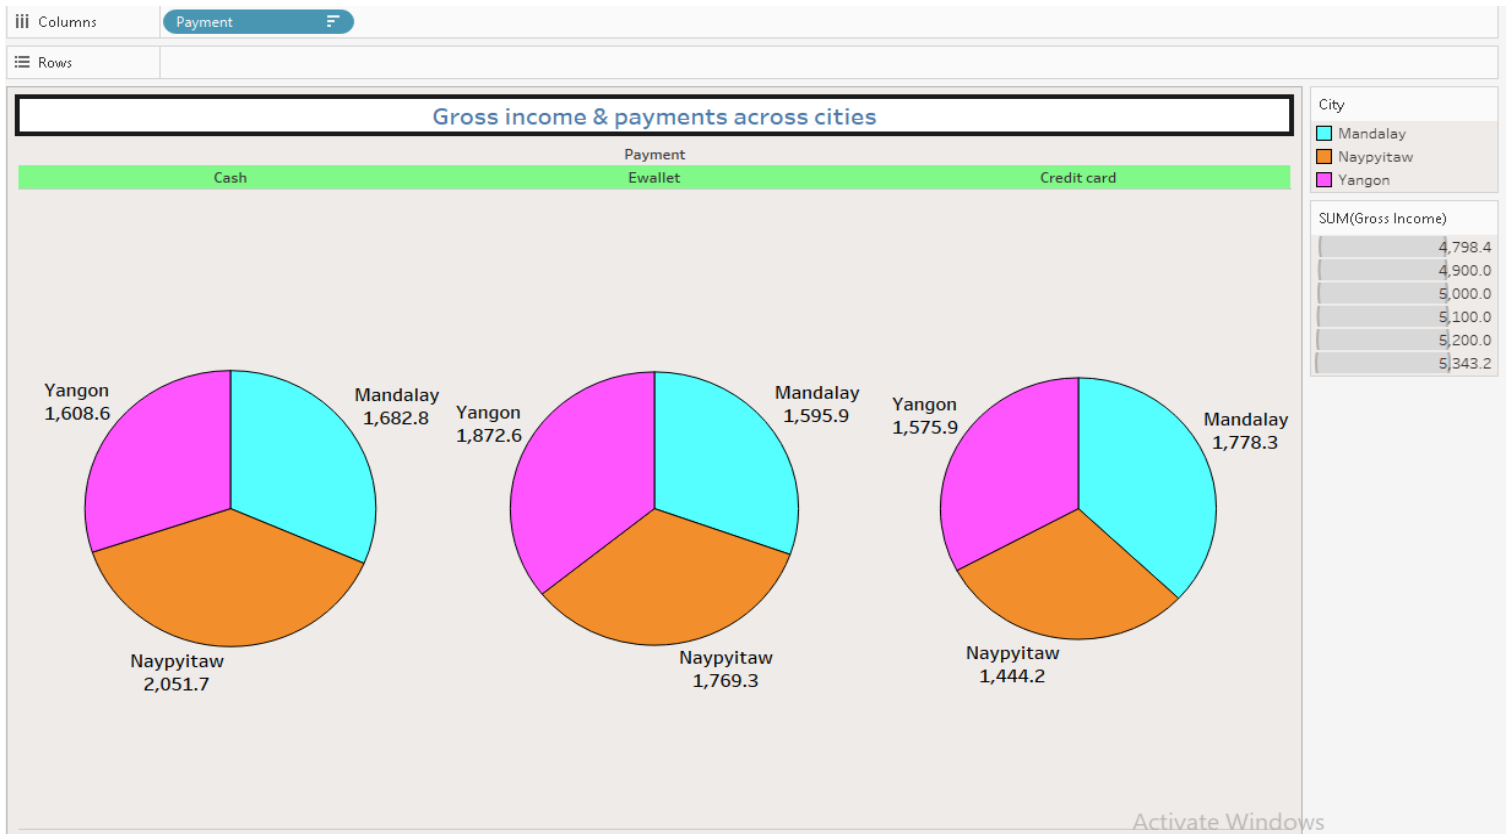 Columns
Payment
Rows
Gross income & payments across cities
Payment
Cash
Ewallet
Credit card
Yangon
1,608.6
Mandalay
1,682.8
Naypyitaw
2,051.7
Yangon
1,872.6
Mandalay
1,595.9
Naypyitaw
1,769.3
Yangon
1,575.9
Mandalay
1,778.3
Naypyitaw
1,444.2
City
Mandalay
Naypyitaw
Yangon
SUM(Gross Income)
4,798.4
4,900.0
5,000.0
5,100.0
5,200.0
5,343.2
Activate Windows